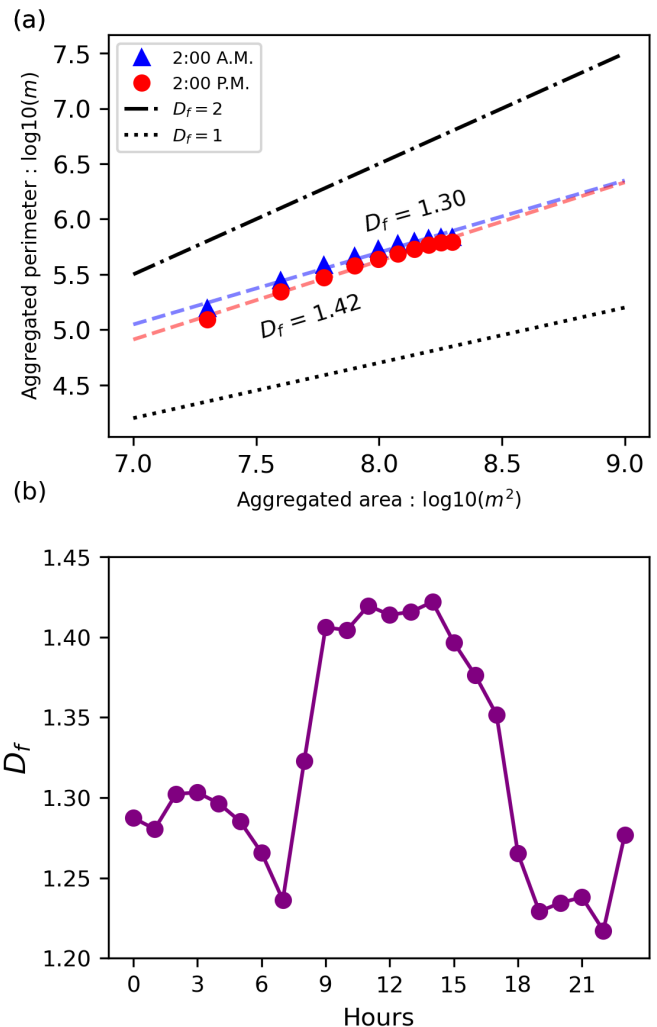 (a)
7.5
7.0
6.5
6.0
5.5
5.0
4.5
Aggregated perimeter : log10(m)
2:00 A.M.
2:00 P.M.
D_f = 2
D_f = 1
D_f = 1.30
D_f = 1.42
7.0 7.5 8.0 8.5 9.0
Aggregated area : log10(m²)
(b)
1.45
1.40
1.35
1.30
1.25
1.20
D_f
0 3 6 9 12 15 18 21
Hours